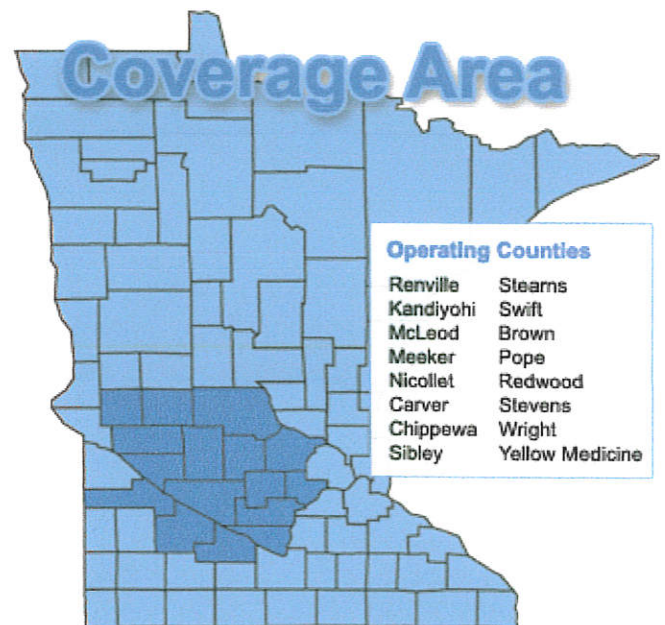 Coverage Area
Operating Counties
Renville Stearns
Kandiyohi Swift
McLeod Brown
Meeker Pope
Nicollet Redwood
Carver Stevens
Chippewa Wright
Sibley Yellow Medicine